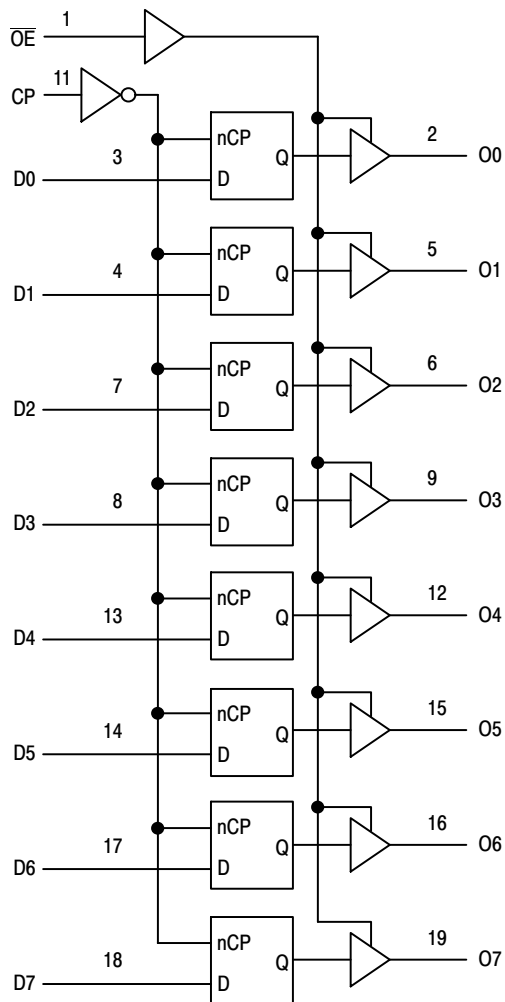 O̅E̅ 1
CP 11
nCP
D0 3 D Q 2 O0
nCP
D1 4 D Q 5 O1
nCP
D2 7 D Q 6 O2
nCP
D3 8 D Q 9 O3
nCP
D4 13 D Q 12 O4
nCP
D5 14 D Q 15 O5
nCP
D6 17 D Q 16 O6
nCP
D7 18 D Q 19 O7